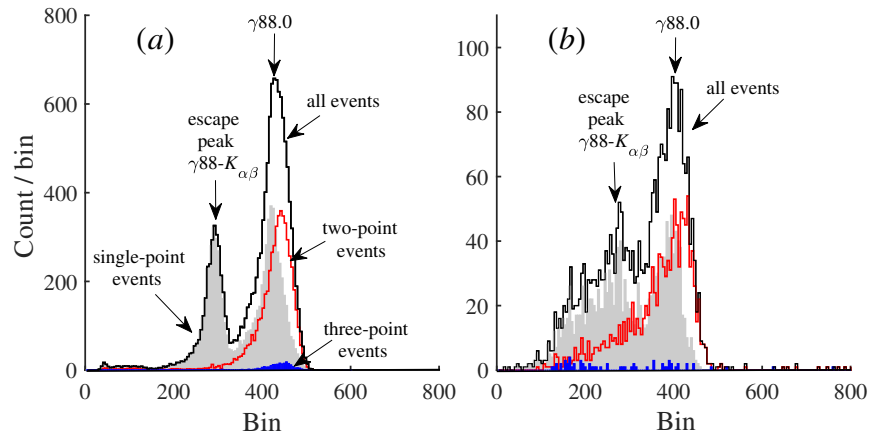 800
600
400
200
0
Count / bin
(a)
γ88.0
all events
escape
peak
γ88-Kαβ
single-point
events
two-point
events
three-point
events
0 200 400 600 800
Bin
100
80
60
40
20
0
(b)
γ88.0
all events
escape
peak
γ88-Kαβ
0 200 400 600 800
Bin